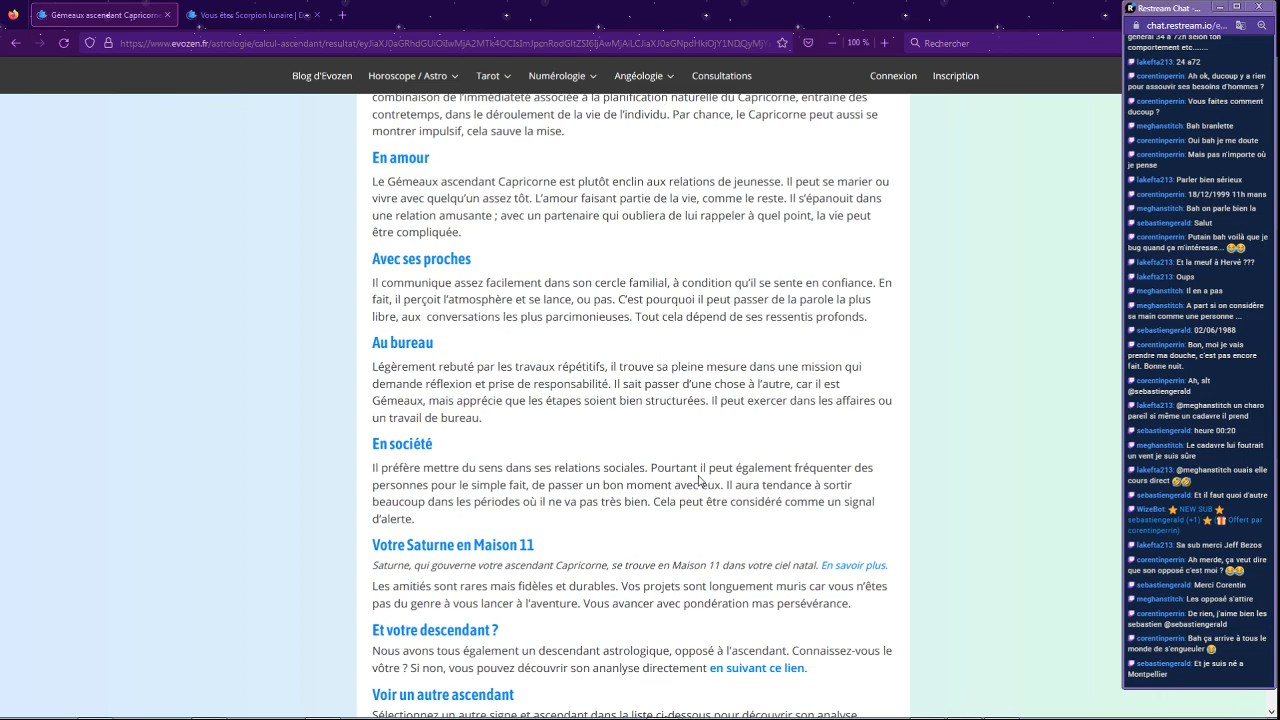 Gémeaux ascendant Capricorne
Vous êtes Scorpion lunaire | Ev
https://www.evozen.fr/astrologie/calcul-ascendant/resultat/
100 %
Rechercher
Blog d'Evozen
Horoscope / Astro
Tarot
Numérologie
Angéologie
Consultations
Connexion
Inscription
combinaison de l'immédiateté associée à la planification naturelle du Capricorne, entraîne des
contretemps, dans le déroulement de la vie de l'individu. Par chance, le Capricorne peut aussi se
montrer impulsif, cela sauve la mise.
En amour
Le Gémeaux ascendant Capricorne est plutôt enclin aux relations de jeunesse. Il peut se marier ou
vivre avec quelqu'un assez tôt. L'amour faisant partie de la vie, comme le reste. Il s'épanouit dans
une relation amusante ; avec un partenaire qui oubliera de lui rappeler à quel point, la vie peut
être compliquée.
Avec ses proches
Il communique assez facilement dans son cercle familial, à condition qu'il se sente en confiance. En
fait, il perçoit l'atmosphère et se lance, ou pas. C'est pourquoi il peut passer de la parole la plus
libre, aux conversations les plus parcimonieuses. Tout cela dépend de ses ressentis profonds.
Au bureau
Légèrement rebuté par les travaux répétitifs, il trouve sa pleine mesure dans une mission qui
demande réflexion et prise de responsabilité. Il sait passer d'une chose à l'autre, car il est
Gémeaux, mais apprécie que les étapes soient bien structurées. Il peut exercer dans les affaires ou
un travail de bureau.
En société
Il préfère mettre du sens dans ses relations sociales. Pourtant il peut également fréquenter des
personnes pour le simple fait, de passer un bon moment avec eux. Il aura tendance à sortir
beaucoup dans les périodes où il ne va pas très bien. Cela peut être considéré comme un signal
d'alerte.
Votre Saturne en Maison 11
Saturne, qui gouverne votre ascendant Capricorne, se trouve en Maison 11 dans votre ciel natal. En savoir plus.
Les amitiés sont rares mais solides et durables. Vos projets sont longuement muris car vous n'êtes
pas du genre à vous lancer à l'aventure. Vous avancer avec pondération mas persévérance.
Et votre descendant ?
Nous avons tous également un descendant astrologique, opposé à l'ascendant. Connaissez-vous le
vôtre ? Si non, vous pouvez découvrir son ananlyse directement en suivant ce lien.
Voir un autre ascendant
Sélectionnez un autre signe et ascendant dans la liste ci-dessous pour découvrir son analyse
Restream Chat -...
chat.restream.io/e...
général 34 à 72h selon ton
comportement etc.......
lakefta213: 24 a72
corentinperrin: Ah ok, ducoup y a rien
pour assouvir ses besoins d'hommes ?
corentinperrin: Vous faites comment
ducoup ?
meghanstitch: Bah branlette
corentinperrin: Oui bah je me doute
corentinperrin: Mais pas n'importe où
je pense
lakefta213: Parler bien sérieux
corentinperrin: 18/12/1999 11h mans
meghanstitch: Bah on parle bien la
sebastiengerald: Salut
corentinperrin: Putain bah voilà que je
bug quand ça m'intéresse... 😂😂
lakefta213: Et la meuf à Hervé ???
lakefta213: Oups
meghanstitch: Il en a pas
meghanstitch: A part si on considère
sa main comme une personne ...
sebastiengerald: 02/06/1988
corentinperrin: Bon, moi je vais
prendre ma douche, c'est pas encore
fait. Bonne nuit.
corentinperrin: Ah, slt
@sebastiengerald
lakefta213: @meghanstitch un charo
pareil si même un cadavre il prend
sebastiengerald: heure 00:20
meghanstitch: Le cadavre lui foutrait
un vent je suis sûre
lakefta213: @meghanstitch ouais elle
cours direct 🤣🤣
sebastiengerald: Et il faut quoi d'autre
WizeBot: ⭐ NEW SUB ⭐
sebastiengerald (+1) ⭐ (🎁 Offert par
corentinperrin)
lakefta213: Sa sub merci Jeff Bezos
corentinperrin: Ah merde, ça veut dire
que son opposé c'est moi ? 😂😂
sebastiengerald: Merci Corentin
meghanstitch: Les opposé s'attire
corentinperrin: De rien, j'aime bien les
sebastien @sebastiengerald
corentinperrin: Bah ça arrive à tous le
monde de s'engueuler 😂
sebastiengerald: Et je suis né a
Montpellier